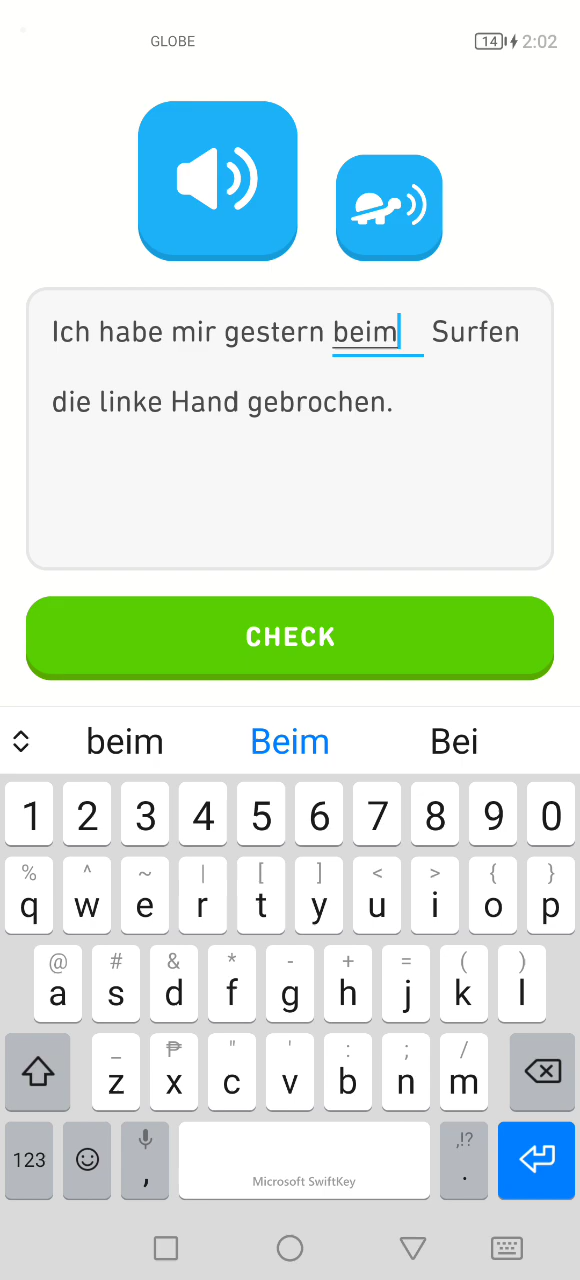 GLOBE
14 2:02
Ich habe mir gestern beim Surfen
die linke Hand gebrochen.
CHECK
beim Beim Bei
1 2 3 4 5 6 7 8 9 0
% ^ ~ | [ ] < > { }
q w e r t y u i o p
@ # & * - + = ( )
a s d f g h j k l
_ ₱ " ' : ; /
z x c v b n m
,!?
123 , Microsoft SwiftKey .